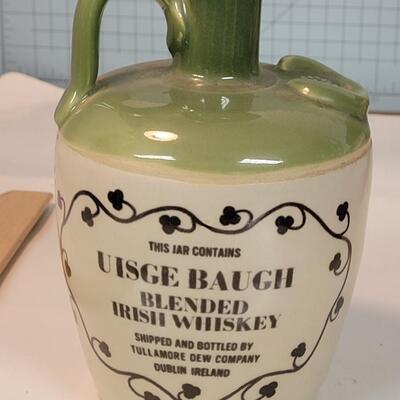 THIS JAR CONTAINS
UISGE BAUGH
BLENDED
IRISH WHISKEY
SHIPPED AND BOTTLED BY
TULLAMORE DEW COMPANY
DUBLIN IRELAND